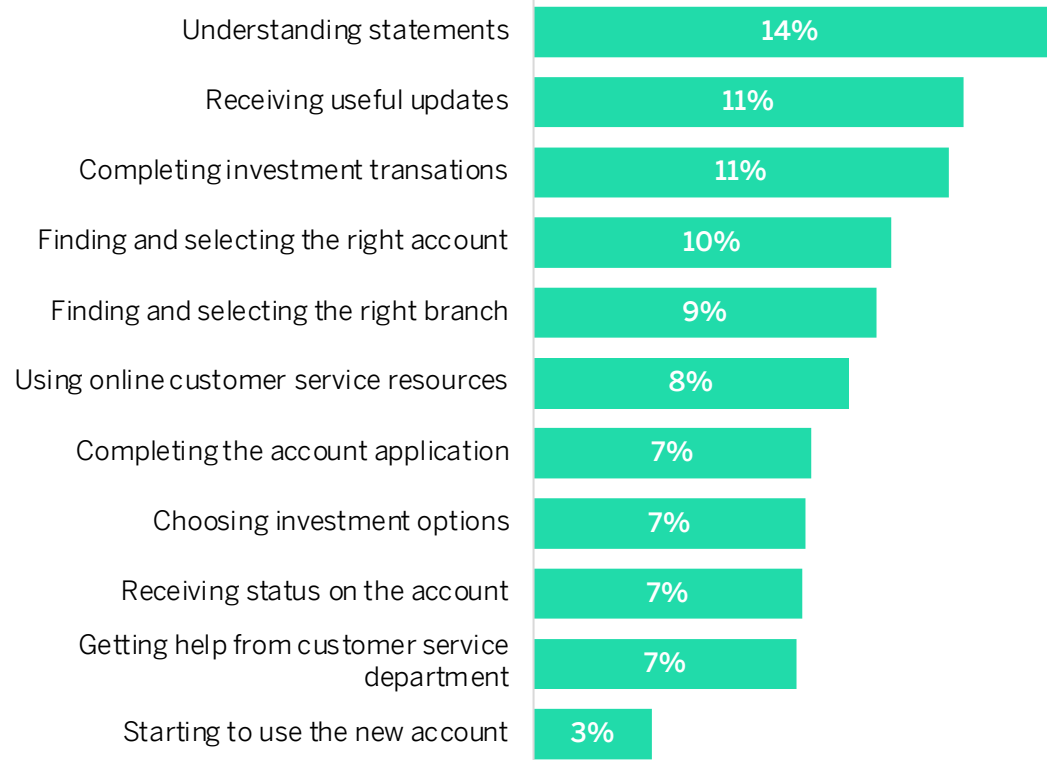 Understanding statements 14%
Receiving useful updates 11%
Completing investment transations 11%
Finding and selecting the right account 10%
Finding and selecting the right branch 9%
Using online customer service resources 8%
Completing the account application 7%
Choosing investment options 7%
Receiving status on the account 7%
Getting help from customer service
department 7%
Starting to use the new account 3%